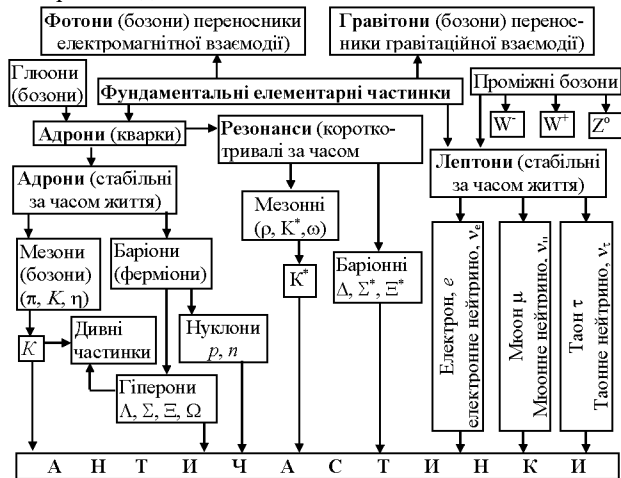 Фотони (бозони) переносники
електромагнітної взаємодії)
Гравітони (бозони) перенос-
ники гравітаційної взаємодії)
Глюони
(бозони)
Фундаментальні елементарні частинки
Проміжні бозони
W⁻
W⁺
Z⁰
Адрони (кварки)
Резонанси (коротко-
тривалі за часом
Лептони (стабільні
за часом життя)
Адрони (стабільні
за часом життя)
Мезонні
(ρ, K*,ω)
Мезони
(бозони)
(π, K, η)
Баріони
(ферміони)
K*
Баріонні
Δ, Σ*, Ξ*
K
Дивні
частинки
Нуклони
p, n
Гіперони
Λ, Σ, Ξ, Ω
Електрон, e
електронне нейтрино, νe
Мюон μ
Мюонне нейтрино, νμ
Таон τ
Таонне нейтрино, ντ
А Н Т И Ч А С Т И Н К И